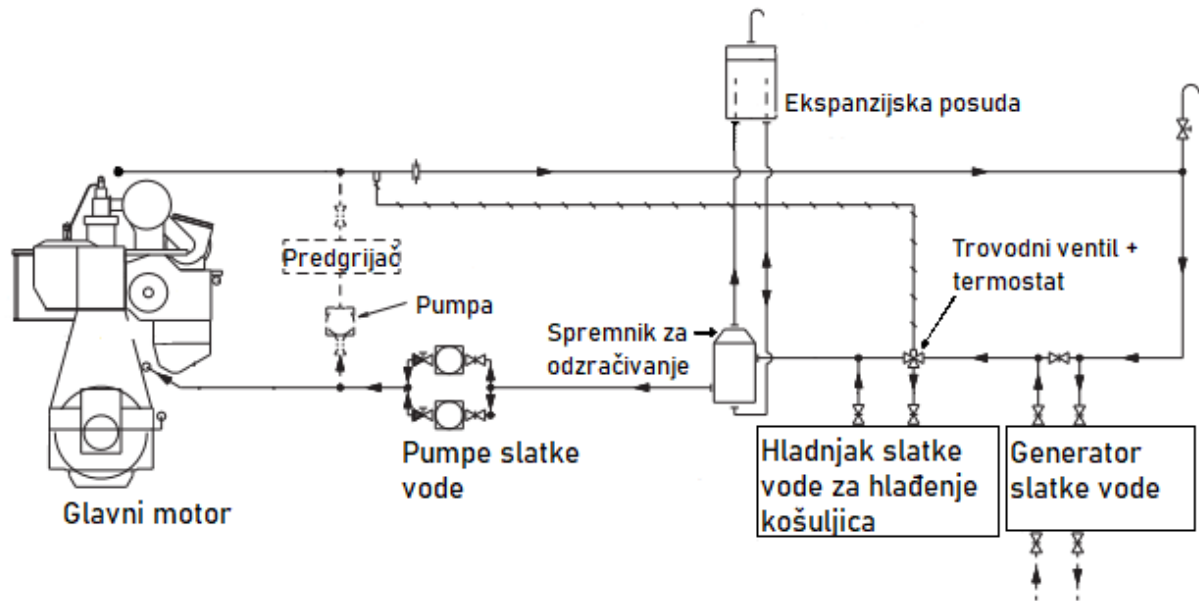 Ekspanzijska posuda
Trovodni ventil +
termostat
Predgrijač
Pumpa
Spremnik za
odzračivanje
Pumpe slatke
vode
Hladnjak slatke
vode za hlađenje
košuljica
Generator
slatke vode
Glavni motor